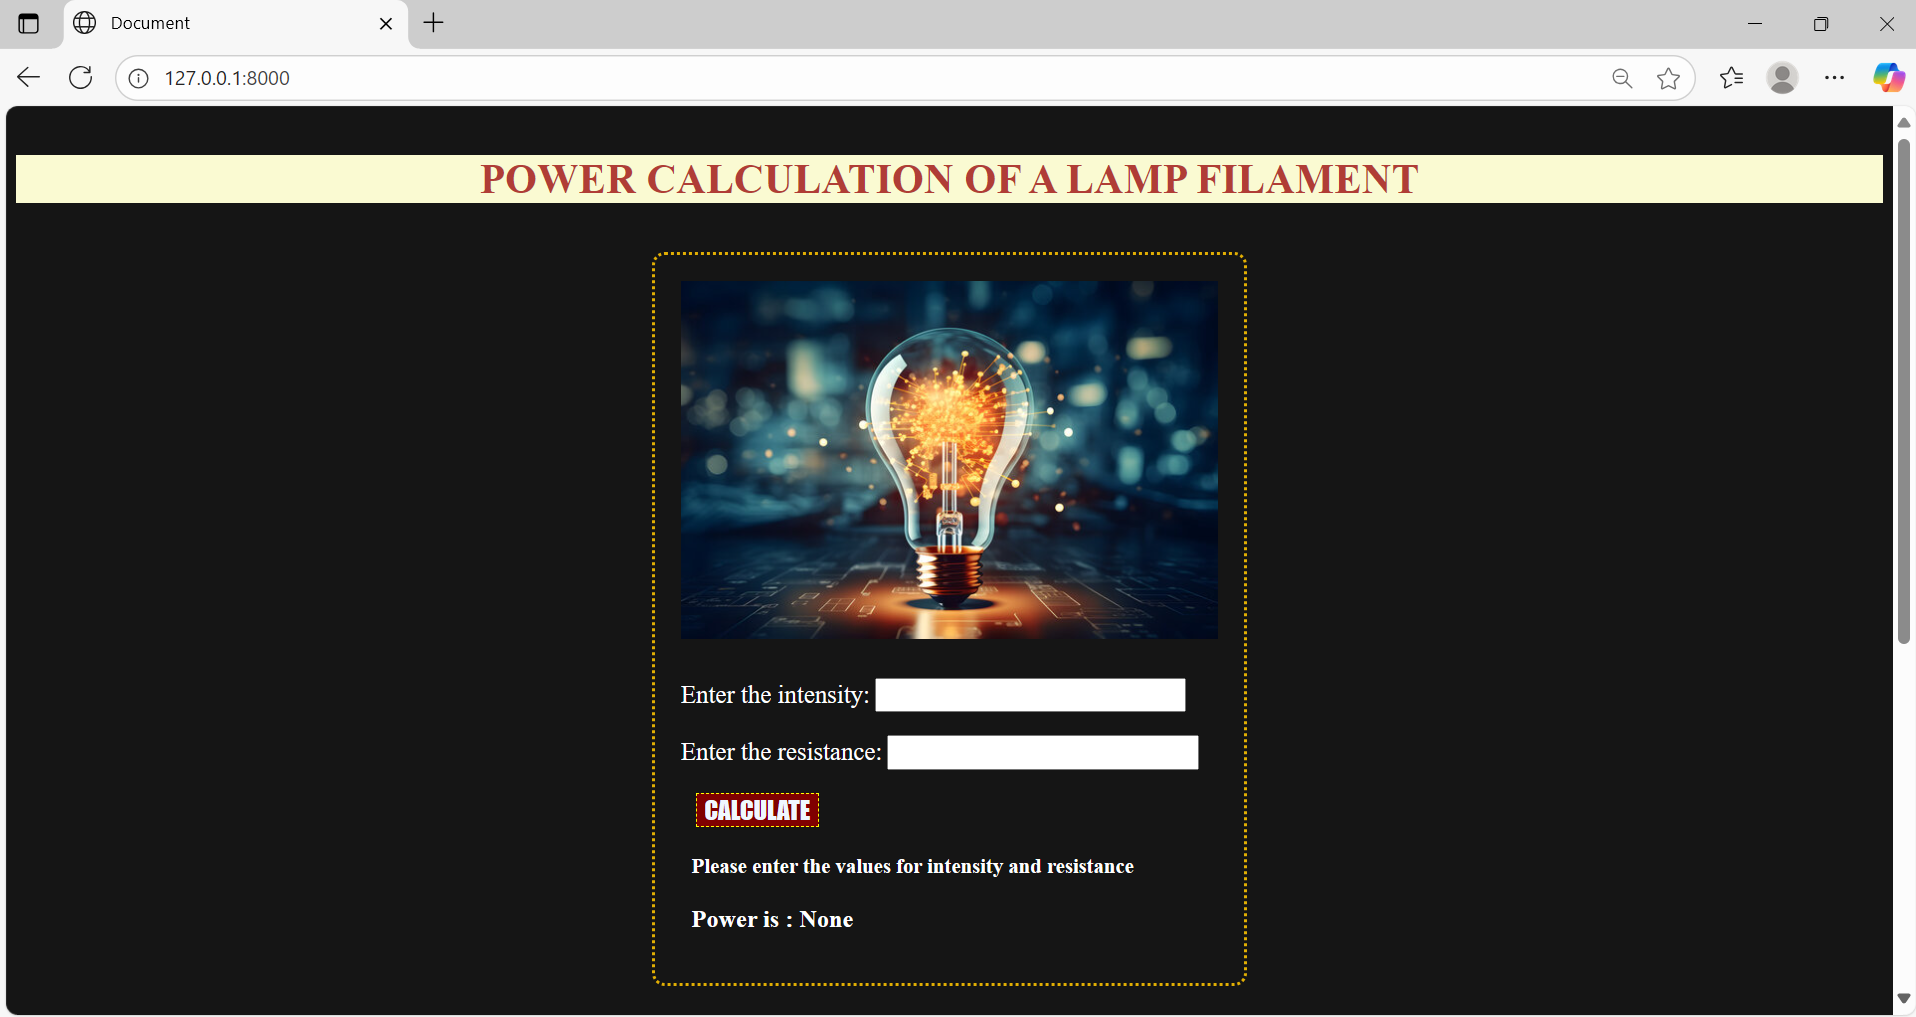 Document
127.0.0.1:8000
POWER CALCULATION OF A LAMP FILAMENT
Enter the intensity:
Enter the resistance:
CALCULATE
Please enter the values for intensity and resistance
Power is : None